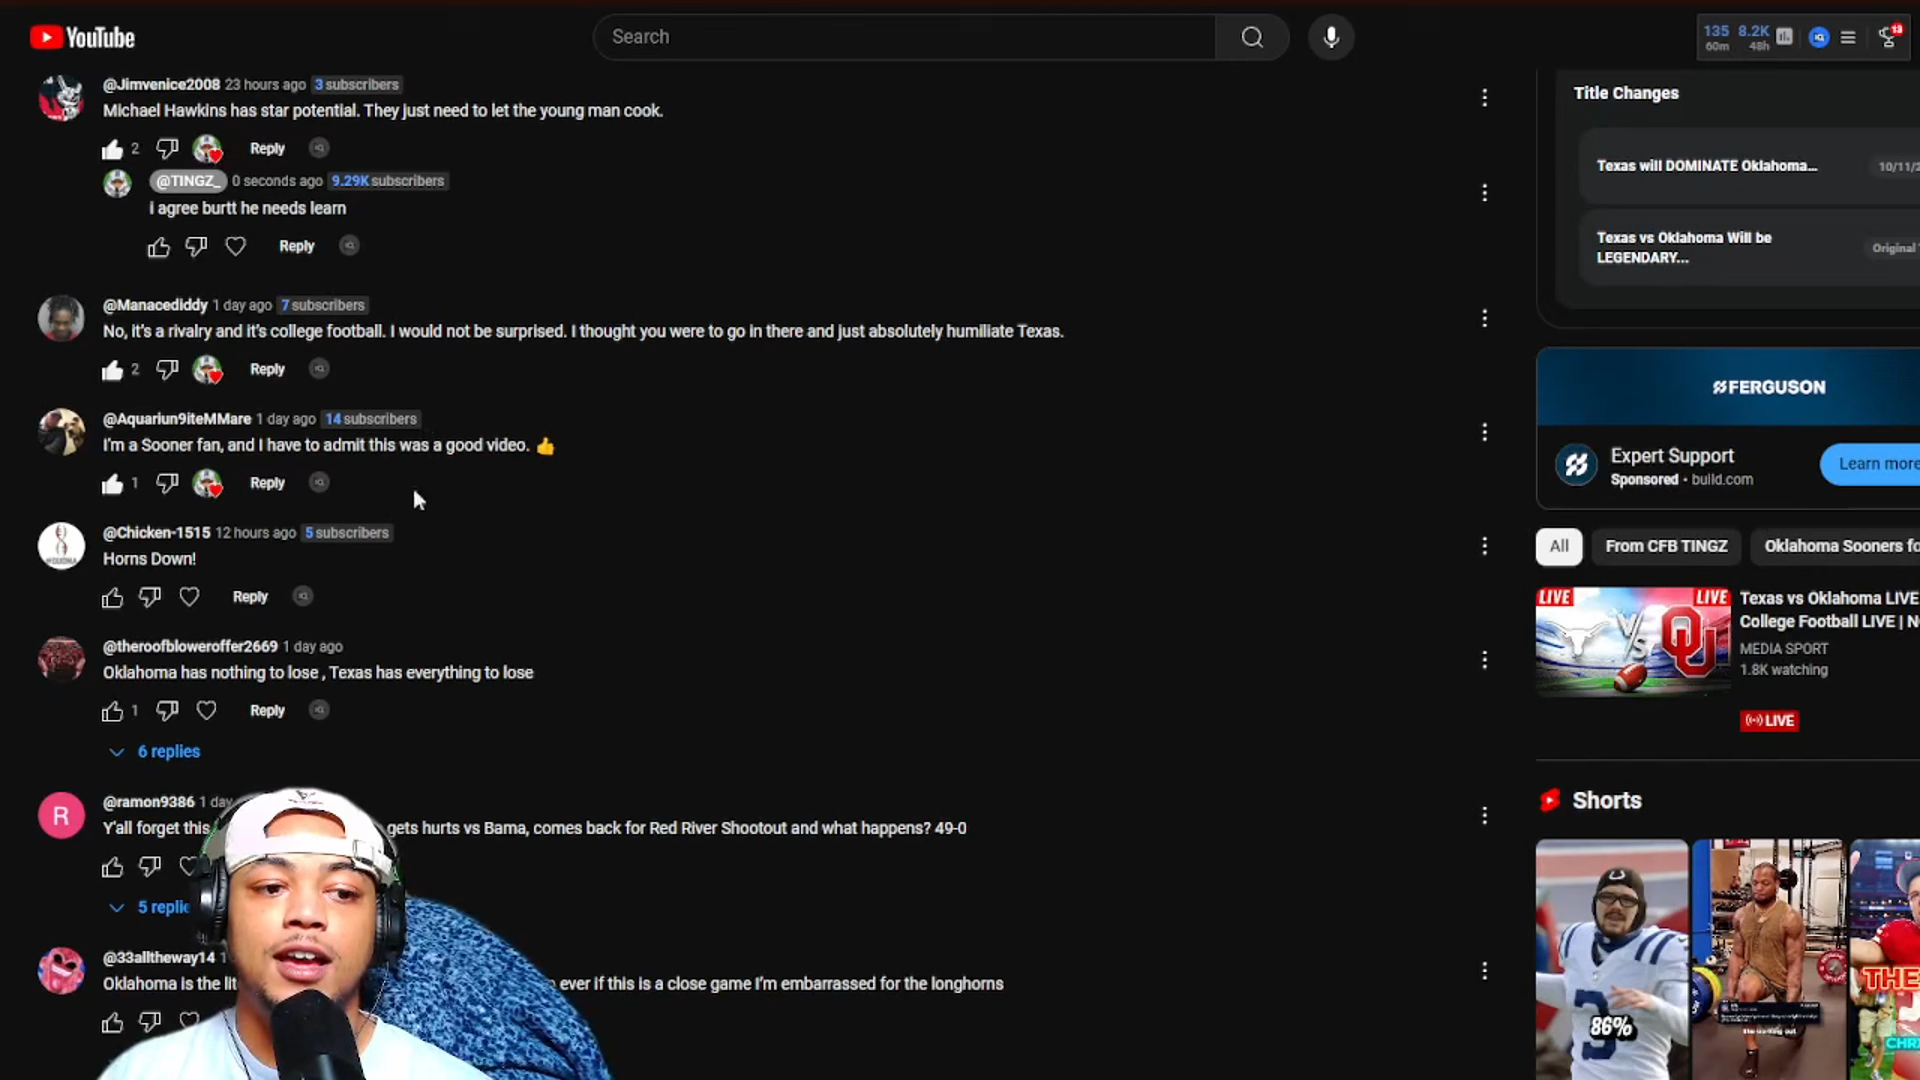 YouTube
Search
135 8.2K
60m 48h
13
@Jimvenice2008 23 hours ago 3 subscribers
Michael Hawkins has star potential. They just need to let the young man cook.
2 Reply
@TINGZ_ 0 seconds ago 9.29K subscribers
i agree burtt he needs learn
Reply
@Manacediddy 1 day ago 7 subscribers
No, it's a rivalry and it's college football. I would not be surprised. I thought you were to go in there and just absolutely humiliate Texas.
2 Reply
@Aquariun9iteMMare 1 day ago 14 subscribers
I'm a Sooner fan, and I have to admit this was a good video. 👍
1 Reply
@Chicken-1515 12 hours ago 5 subscribers
Horns Down!
Reply
@theroofbloweroffer2669 1 day ago
Oklahoma has nothing to lose , Texas has everything to lose
1 Reply
6 replies
R
@ramon9386 1 day
Y'all forget this gets hurts vs Bama, comes back for Red River Shootout and what happens? 49-0
5 replie
@33alltheway14 1
Oklahoma is the ever if this is a close game I'm embarrassed for the longhorns
Title Changes
Texas will DOMINATE Oklahoma... 10/11/2
Texas vs Oklahoma Will be
LEGENDARY...
Original
FERGUSON
Expert Support
Sponsored • build.com
Learn more
All From CFB TINGZ Oklahoma Sooners fo
LIVE LIVE
VS
OU
Texas vs Oklahoma LIVE
College Football LIVE | N
MEDIA SPORT
1.8K watching
LIVE
Shorts
86%
THE
CHRI